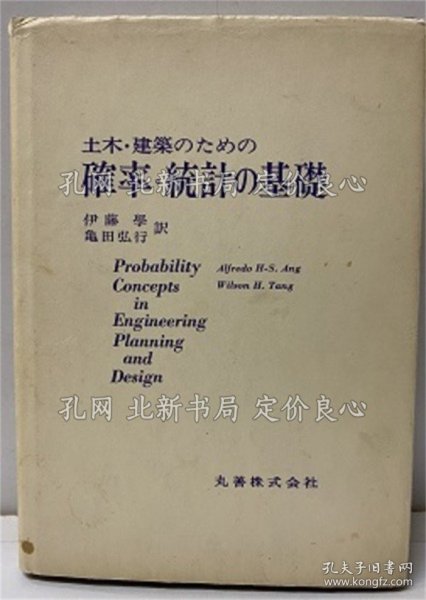 土木・建築のための
確率・統計の基礎
伊藤 學
亀田弘行 訳
Probability Concepts in Engineering Planning and Design
Alfredo H-S. Ang
Wilson H. Tang
丸善株式会社
孔网 北新书局 定价良心
孔网 北新书局 定价良心
孔夫子旧书网
www.kongfz.com